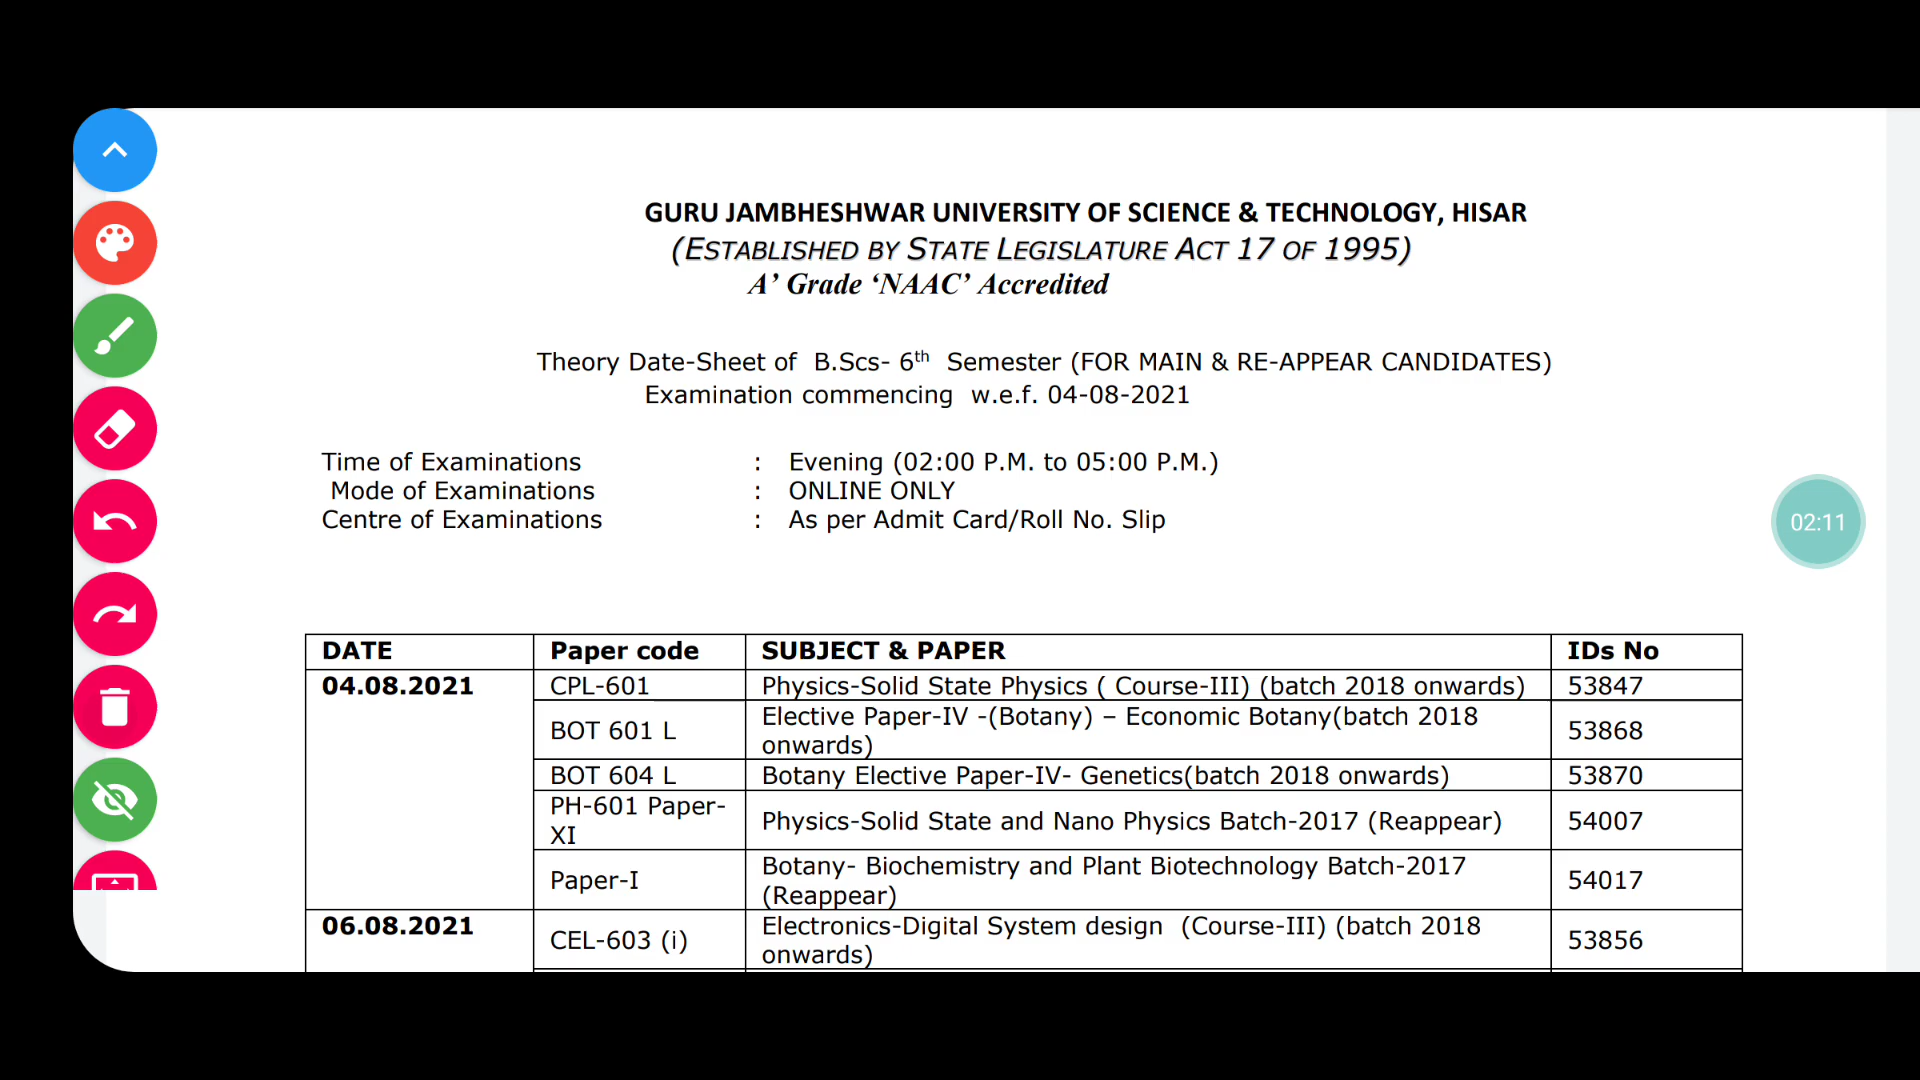 GURU JAMBHESHWAR UNIVERSITY OF SCIENCE & TECHNOLOGY, HISAR
(ESTABLISHED BY STATE LEGISLATURE ACT 17 OF 1995)
A’ Grade ‘NAAC’ Accredited
Theory Date-Sheet of B.Scs- 6th Semester (FOR MAIN & RE-APPEAR CANDIDATES)
Examination commencing w.e.f. 04-08-2021
Time of Examinations : Evening (02:00 P.M. to 05:00 P.M.)
Mode of Examinations : ONLINE ONLY
Centre of Examinations : As per Admit Card/Roll No. Slip
02:11
DATE Paper code SUBJECT & PAPER IDs No
04.08.2021 CPL-601 Physics-Solid State Physics ( Course-III) (batch 2018 onwards) 53847
BOT 601 L Elective Paper-IV -(Botany) – Economic Botany(batch 2018
onwards) 53868
BOT 604 L Botany Elective Paper-IV- Genetics(batch 2018 onwards) 53870
PH-601 Paper-
XI Physics-Solid State and Nano Physics Batch-2017 (Reappear) 54007
Paper-I Botany- Biochemistry and Plant Biotechnology Batch-2017
(Reappear) 54017
06.08.2021 CEL-603 (i) Electronics-Digital System design (Course-III) (batch 2018
onwards) 53856